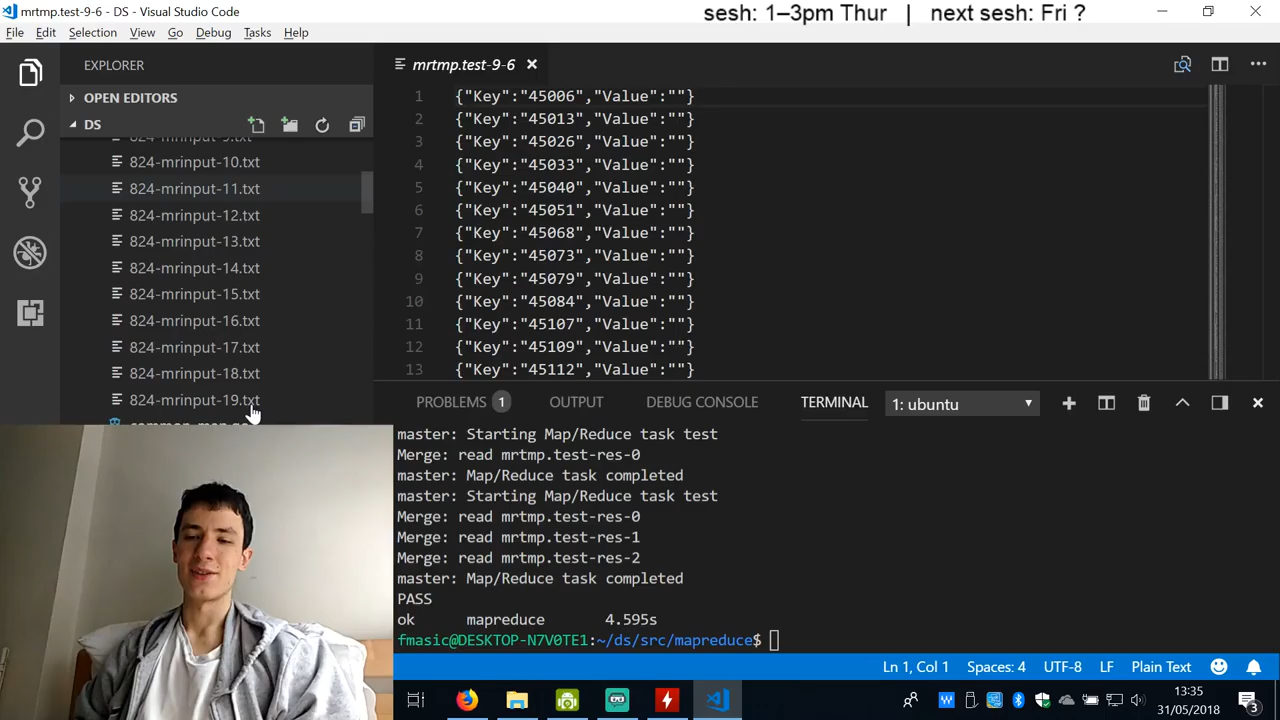 mrtmp.test-9-6 - DS - Visual Studio Code
sesh: 1–3pm Thur | next sesh: Fri ?
File Edit Selection View Go Debug Tasks Help
EXPLORER
OPEN EDITORS
DS
824-mrinput-9.txt
824-mrinput-10.txt
824-mrinput-11.txt
824-mrinput-12.txt
824-mrinput-13.txt
824-mrinput-14.txt
824-mrinput-15.txt
824-mrinput-16.txt
824-mrinput-17.txt
824-mrinput-18.txt
824-mrinput-19.txt
mrtmp.test-9-6
1 {"Key":"45006","Value":""}
2 {"Key":"45013","Value":""}
3 {"Key":"45026","Value":""}
4 {"Key":"45033","Value":""}
5 {"Key":"45040","Value":""}
6 {"Key":"45051","Value":""}
7 {"Key":"45068","Value":""}
8 {"Key":"45073","Value":""}
9 {"Key":"45079","Value":""}
10 {"Key":"45084","Value":""}
11 {"Key":"45107","Value":""}
12 {"Key":"45109","Value":""}
13 {"Key":"45112","Value":""}
PROBLEMS 1 OUTPUT DEBUG CONSOLE TERMINAL 1: ubuntu
master: Starting Map/Reduce task test
Merge: read mrtmp.test-res-0
master: Map/Reduce task completed
master: Starting Map/Reduce task test
Merge: read mrtmp.test-res-0
Merge: read mrtmp.test-res-1
Merge: read mrtmp.test-res-2
master: Map/Reduce task completed
PASS
ok mapreduce 4.595s
fmasic@DESKTOP-N7V0TE1:~/ds/src/mapreduce$
Ln 1, Col 1 Spaces: 4 UTF-8 LF Plain Text
13:35
31/05/2018
3